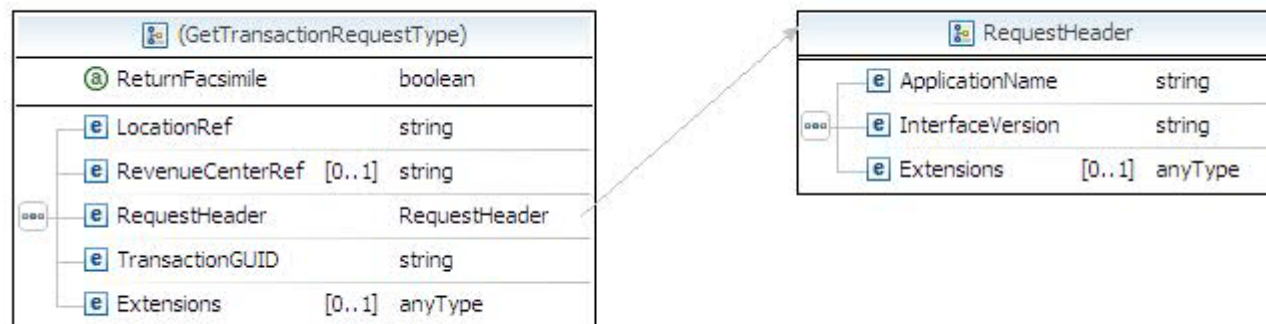 (GetTransactionRequestType)
a ReturnFacsimile boolean
e LocationRef string
e RevenueCenterRef [0..1] string
e RequestHeader RequestHeader
e TransactionGUID string
e Extensions [0..1] anyType
RequestHeader
e ApplicationName string
e InterfaceVersion string
e Extensions [0..1] anyType